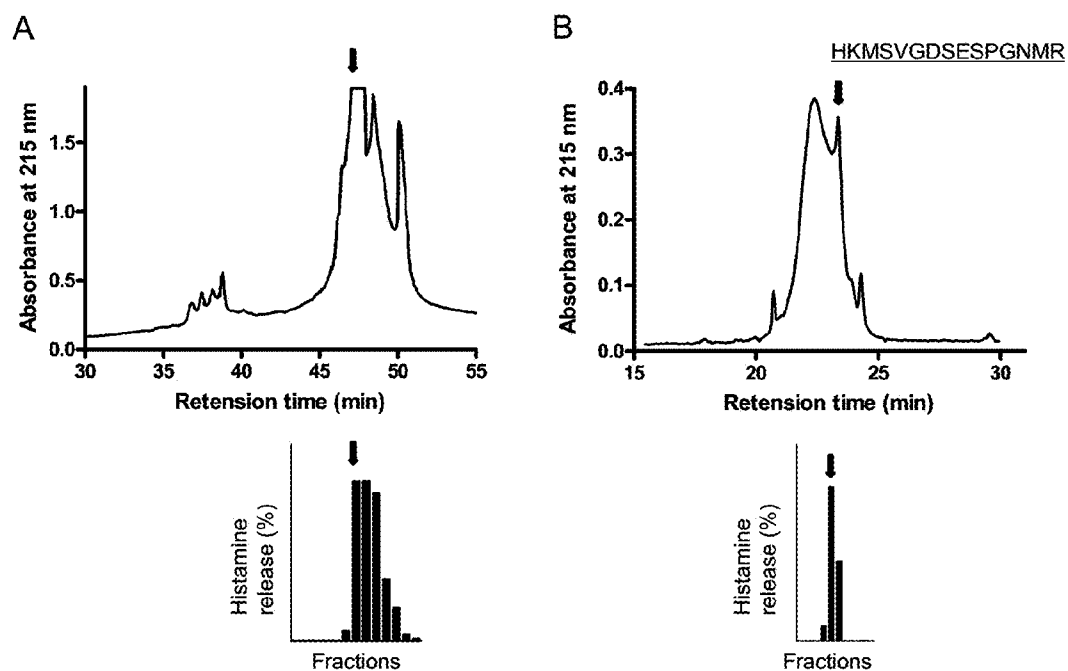 A
Absorbance at 215 nm
1.5
1.0
0.5
0.0
30
35
40
45
50
55
Retension time (min)
Histamine
release (%)
Fractions
B
HKMSVGDSESPGNMR
Absorbance at 215 nm
0.4
0.3
0.2
0.1
0.0
15
20
25
30
Retension time (min)
Histamine
release (%)
Fractions